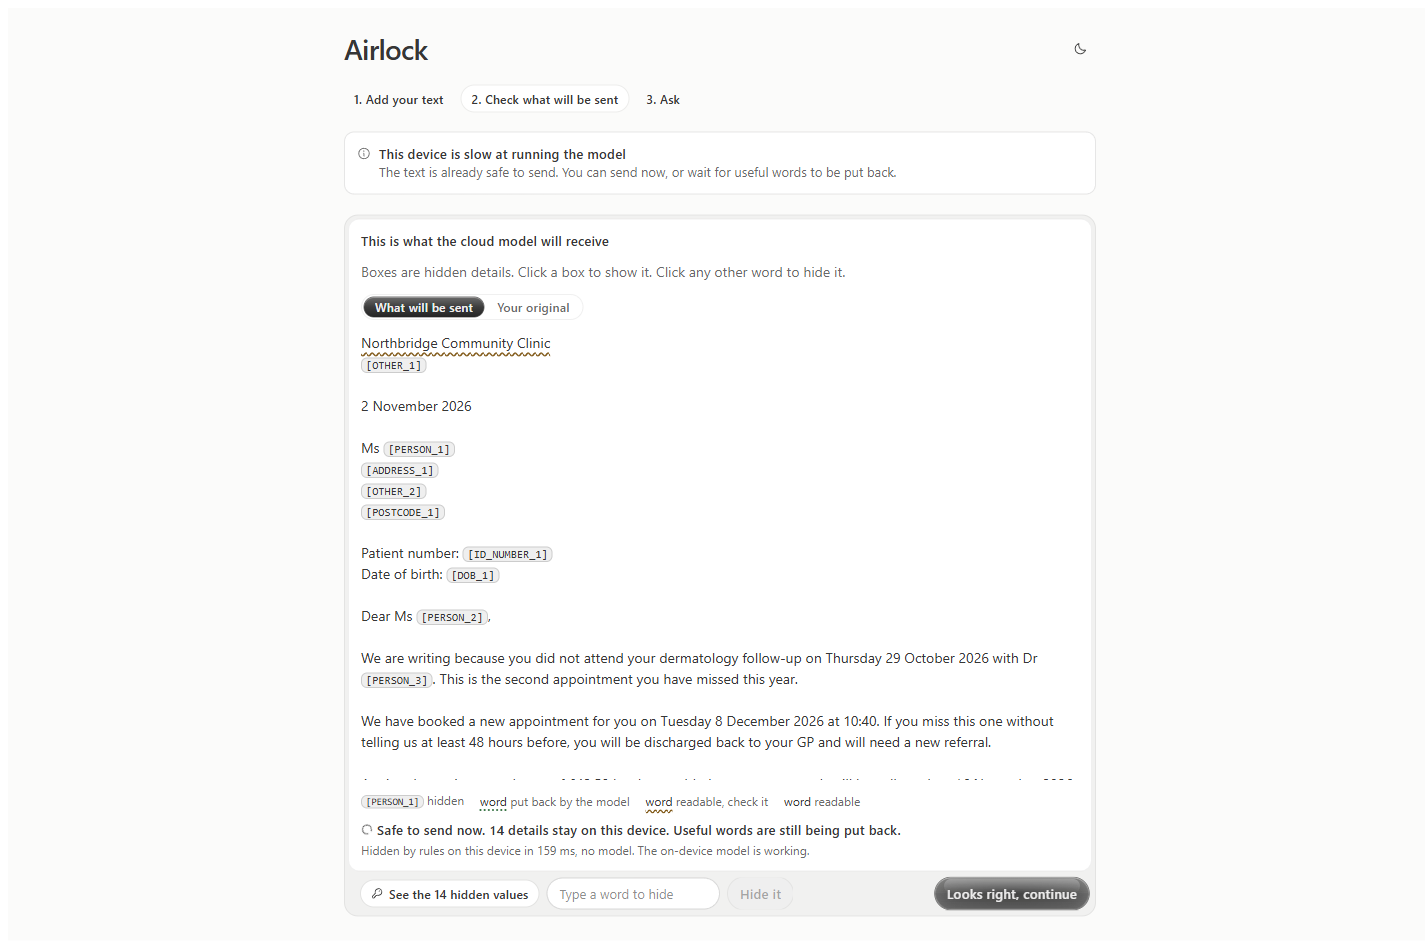 Airlock
1. Add your text
2. Check what will be sent
3. Ask
This device is slow at running the model
The text is already safe to send. You can send now, or wait for useful words to be put back.
This is what the cloud model will receive
Boxes are hidden details. Click a box to show it. Click any other word to hide it.
What will be sent
Your original
Northbridge Community Clinic
[OTHER_1]
2 November 2026
Ms [PERSON_1]
[ADDRESS_1]
[OTHER_2]
[POSTCODE_1]
Patient number: [ID_NUMBER_1]
Date of birth: [DOB_1]
Dear Ms [PERSON_2],
We are writing because you did not attend your dermatology follow-up on Thursday 29 October 2026 with Dr
[PERSON_3]. This is the second appointment you have missed this year.
We have booked a new appointment for you on Tuesday 8 December 2026 at 10:40. If you miss this one without
telling us at least 48 hours before, you will be discharged back to your GP and will need a new referral.
[PERSON_1] hidden
word put back by the model
word readable, check it
word readable
Safe to send now. 14 details stay on this device. Useful words are still being put back.
Hidden by rules on this device in 159 ms, no model. The on-device model is working.
See the 14 hidden values
Type a word to hide
Hide it
Looks right, continue